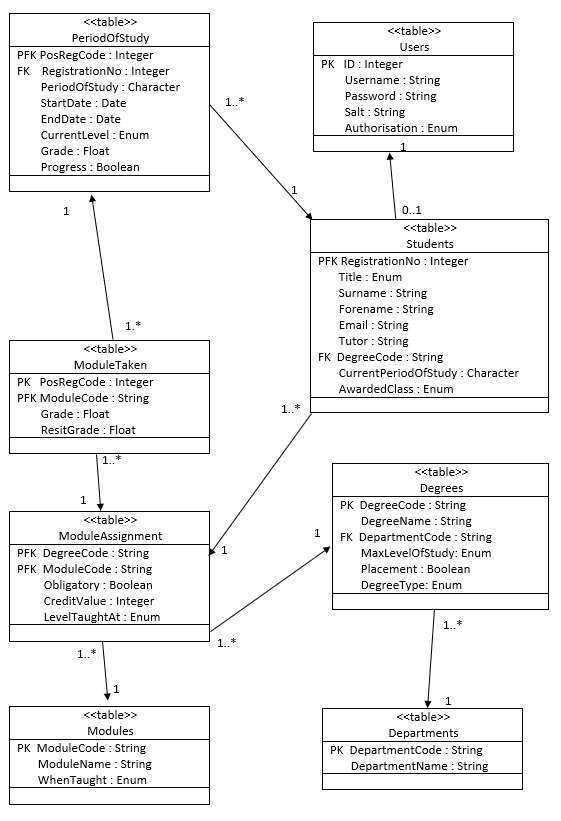 <<table>>
PeriodOfStudy
PFK PosRegCode : Integer
FK RegistrationNo : Integer
PeriodOfStudy : Character
StartDate : Date
EndDate : Date
CurrentLevel : Enum
Grade : Float
Progress : Boolean
<<table>>
Users
PK ID : Integer
Username : String
Password : String
Salt : String
Authorisation : Enum
1..*
1
1
0..1
<<table>>
Students
PFK RegistrationNo : Integer
Title : Enum
Surname : String
Forename : String
Email : String
Tutor : String
FK DegreeCode : String
CurrentPeriodOfStudy : Character
AwardedClass : Enum
1
1.*
<<table>>
ModuleTaken
PK PosRegCode : Integer
PFK ModuleCode : String
Grade : Float
ResitGrade : Float
1..*
1
1..*
1
<<table>>
ModuleAssignment
PFK DegreeCode : String
PFK ModuleCode : String
Obligatory : Boolean
CreditValue : Integer
LevelTaughtAt : Enum
1
1..*
<<table>>
Degrees
PK DegreeCode : String
DegreeName : String
FK DepartmentCode : String
MaxLevelOfStudy: Enum
Placement : Boolean
DegreeType: Enum
1..*
1
1..*
1
<<table>>
Modules
PK ModuleCode : String
ModuleName : String
WhenTaught : Enum
<<table>>
Departments
PK DepartmentCode : String
DepartmentName : String